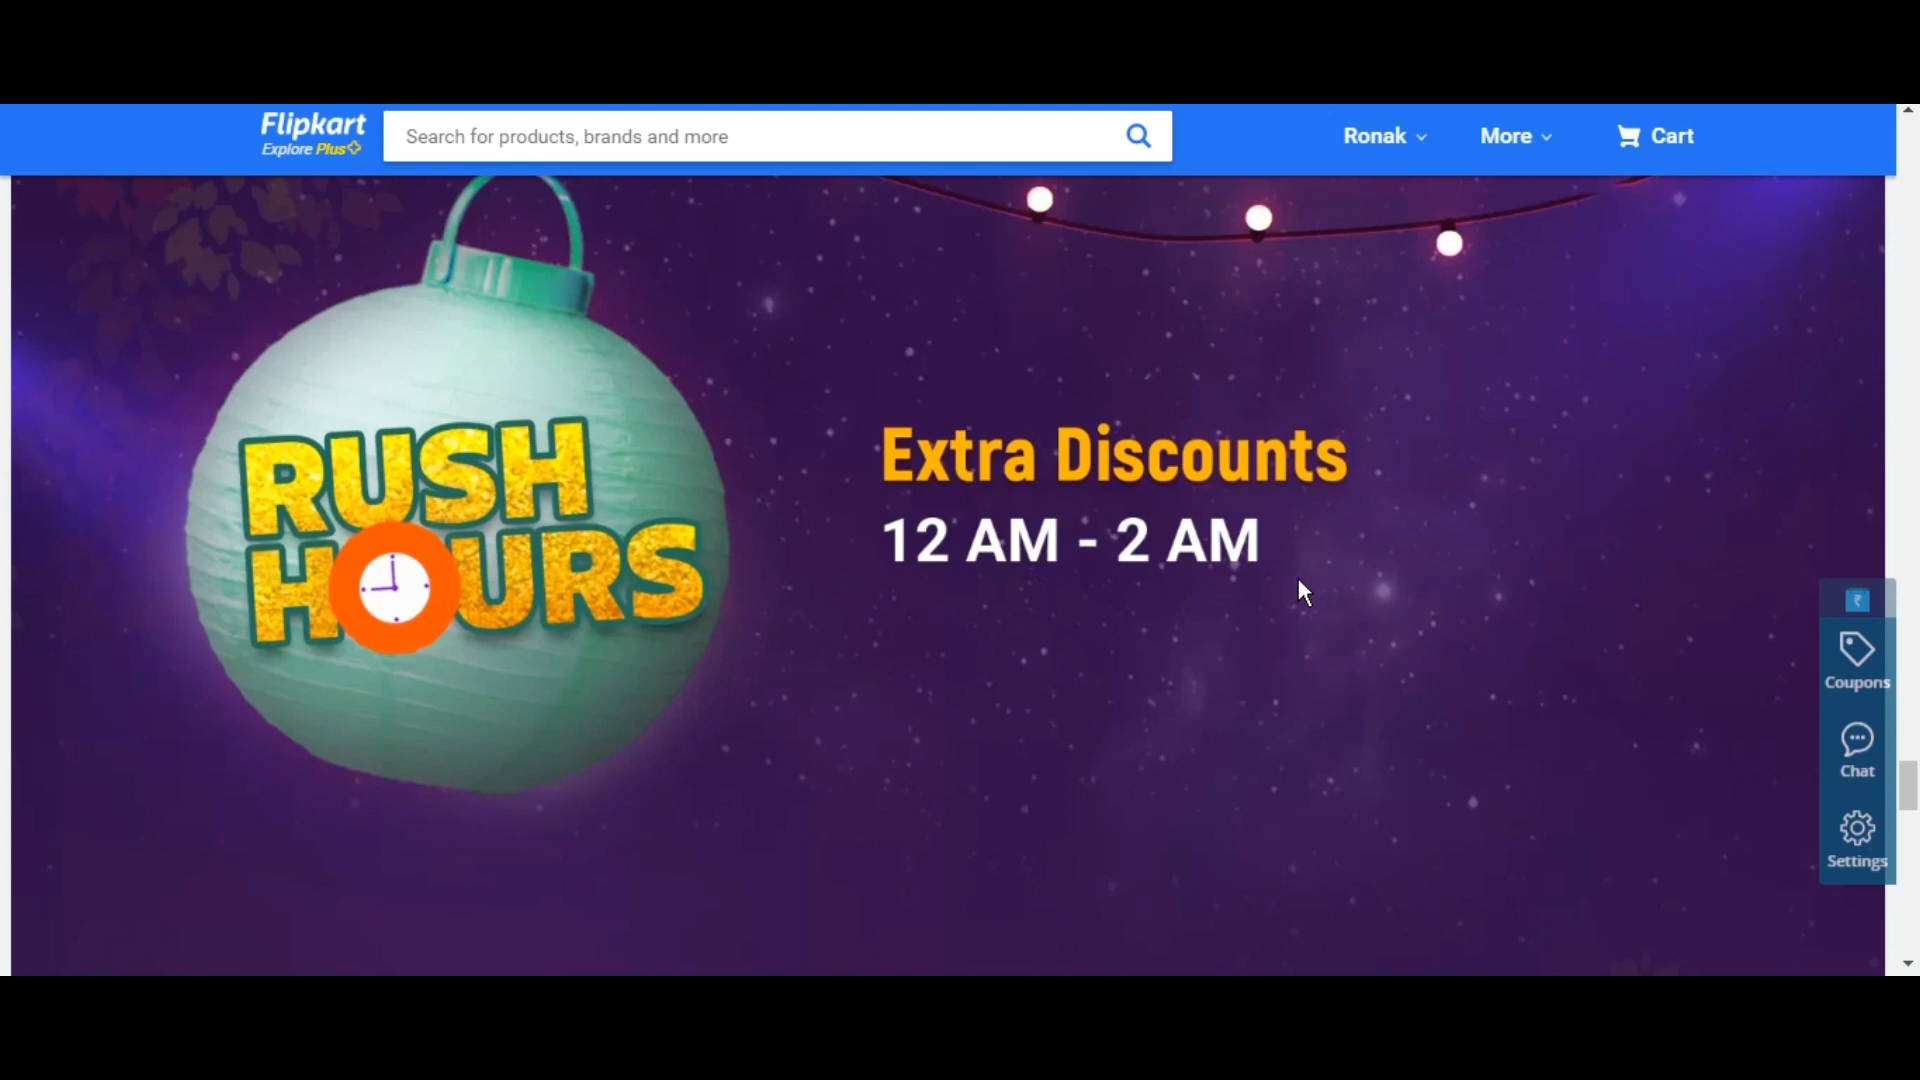 Flipkart
Explore Plus
Search for products, brands and more
Ronak
More
Cart
RUSH
HOURS
Extra Discounts
12 AM - 2 AM
₹
Coupons
Chat
Settings